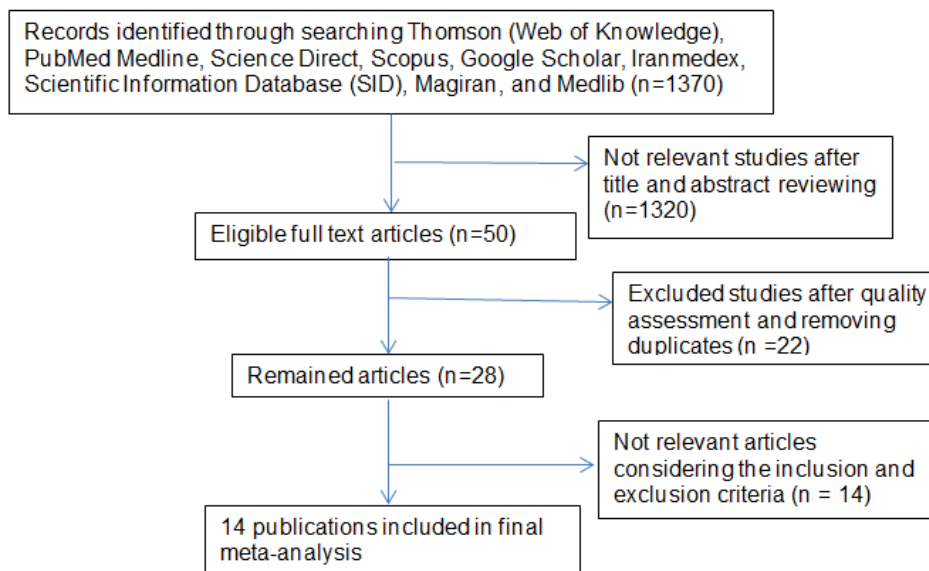 Records identified through searching Thomson (Web of Knowledge),
PubMed Medline, Science Direct, Scopus, Google Scholar, Iranmedex,
Scientific Information Database (SID), Magiran, and Medlib (n=1370)
Not relevant studies after
title and abstract reviewing
(n=1320)
Eligible full text articles (n=50)
Excluded studies after quality
assessment and removing
duplicates (n =22)
Remained articles (n=28)
Not relevant articles
considering the inclusion and
exclusion criteria (n = 14)
14 publications included in final
meta-analysis